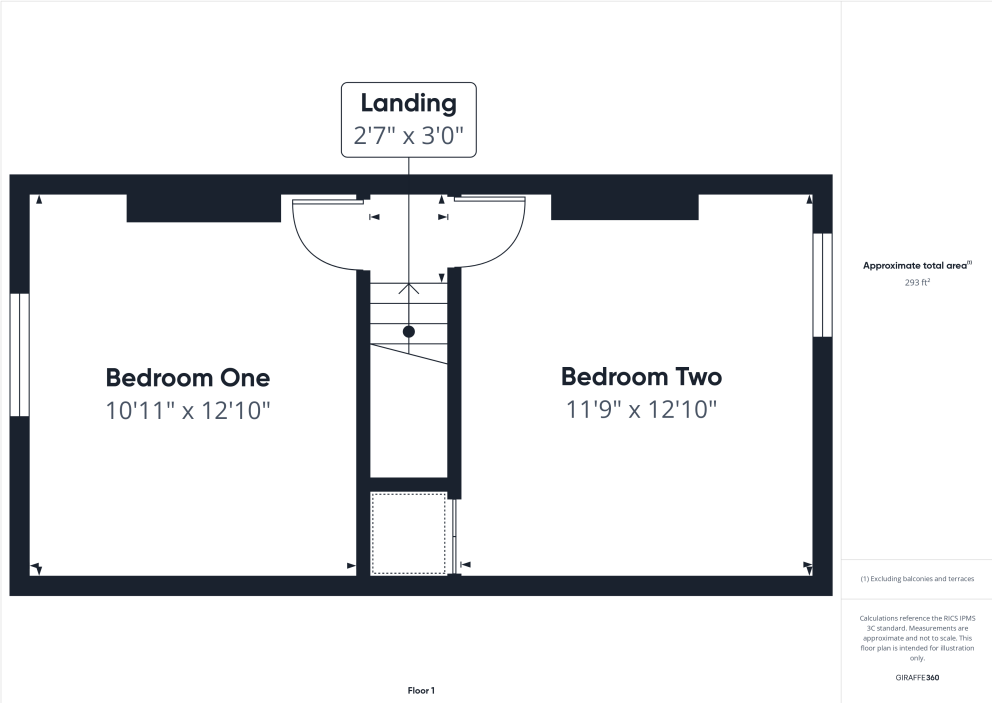 Landing
2'7" x 3'0"
Bedroom One
10'11" x 12'10"
Bedroom Two
11'9" x 12'10"
Floor 1
Approximate total area⁽¹⁾
293 ft²
(1) Excluding balconies and terraces
Calculations reference the RICS IPMS
3C standard. Measurements are
approximate and not to scale. This
floor plan is intended for illustration
only.
GIRAFFE360